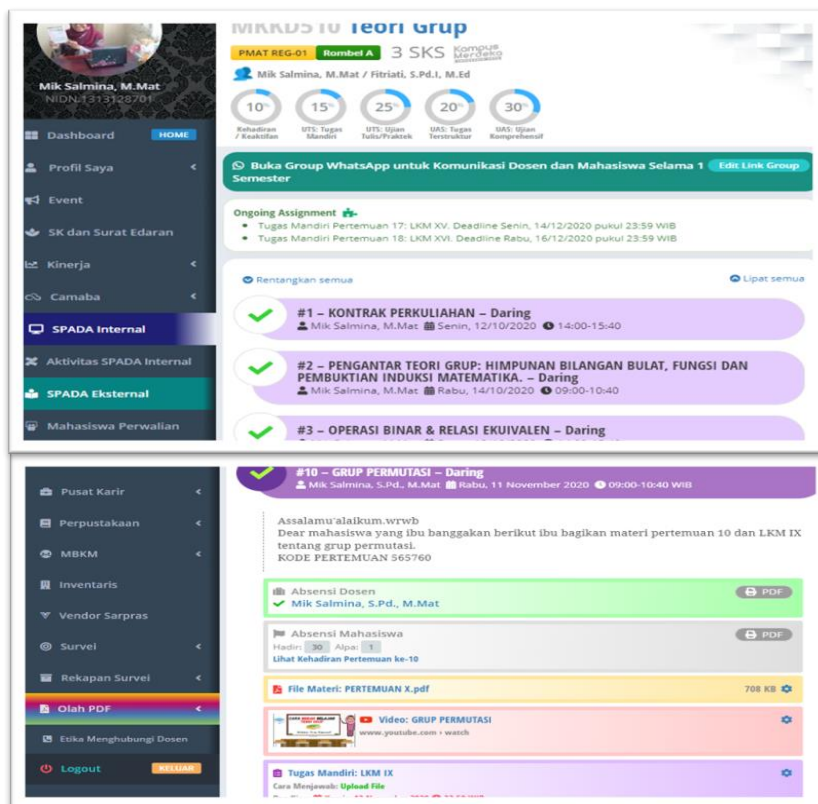 MKKD510 Teori Grup
PMAT REG-01 Rombel A 3 SKS Kampus Merdeka
Mik Salmina, M.Mat / Fitriati, S.Pd.I, M.Ed
10% 15% 25% 20% 30%
Kehadiran / Keaktifan
UTS: Tugas Mandiri
UTS: Ujian Tulis/Praktek
UAS: Tugas Terstruktur
UAS: Ujian Komprehensif
Mik Salmina, M.Mat
NIDN.1313128701
Dashboard HOME
Profil Saya
Event
SK dan Surat Edaran
Kinerja
Camaba
SPADA Internal
Aktivitas SPADA Internal
SPADA Eksternal
Mahasiswa Perwalian
Buka Group WhatsApp untuk Komunikasi Dosen dan Mahasiswa Selama 1 Edit Link Group
Semester
Ongoing Assignment
Tugas Mandiri Pertemuan 17: LKM XV. Deadline Senin, 14/12/2020 pukul 23:59 WIB
Tugas Mandiri Pertemuan 18: LKM XVI. Deadline Rabu, 16/12/2020 pukul 23:59 WIB
Rentangkan semua Lipat semua
#1 – KONTRAK PERKULIAHAN – Daring
Mik Salmina, M.Mat Senin, 12/10/2020 14:00-15:40
#2 – PENGANTAR TEORI GRUP: HIMPUNAN BILANGAN BULAT, FUNGSI DAN
PEMBUKTIAN INDUKSI MATEMATIKA. – Daring
Mik Salmina, M.Mat Rabu, 14/10/2020 09:00-10:40
#3 – OPERASI BINAR & RELASI EKUIVALEN – Daring
Pusat Karir
Perpustakaan
MBKM
Inventaris
Vendor Sarpras
Survei
Rekapan Survei
Olah PDF
Etika Menghubungi Dosen
Logout KELUAR
#10 – GRUP PERMUTASI – Daring
Mik Salmina, S.Pd., M.Mat Rabu, 11 November 2020 09:00-10:40 WIB
Assalamu'alaikum.wrwb
Dear mahasiswa yang ibu banggakan berikut ibu bagikan materi pertemuan 10 dan LKM IX
tentang grup permutasi.
KODE PERTEMUAN 565760
Absensi Dosen PDF
Mik Salmina, S.Pd., M.Mat
Absensi Mahasiswa PDF
Hadir: 30 Alpa: 1
Lihat Kehadiran Pertemuan ke-10
File Materi: PERTEMUAN X.pdf 708 KB
Video: GRUP PERMUTASI
www.youtube.com › watch
Tugas Mandiri: LKM IX
Cara Menjawab: Upload File